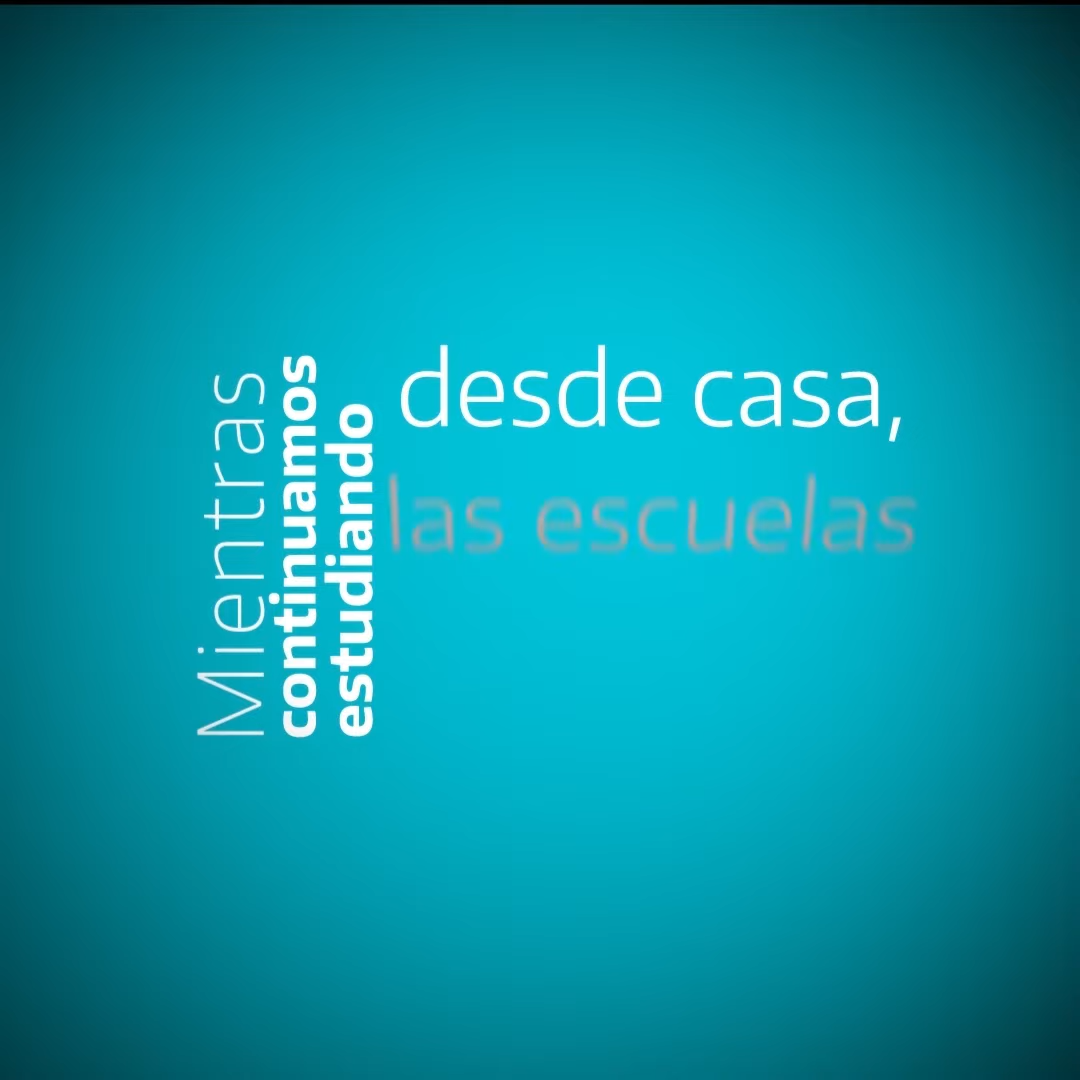 Mientras
continuamos
estudiando
desde casa,
las escuelas